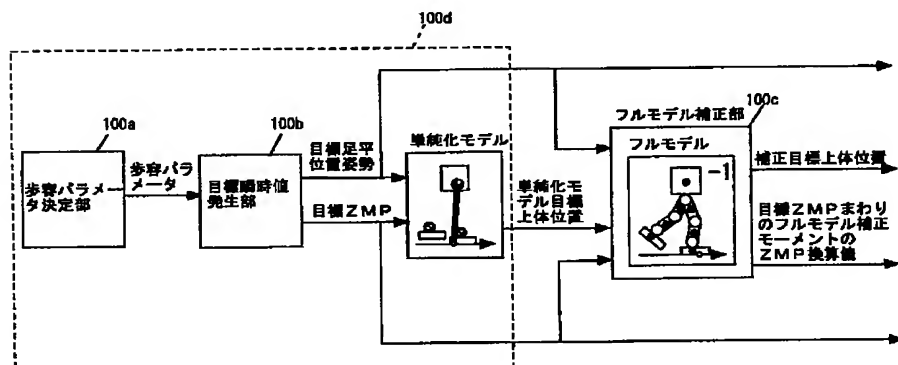 100d
100a
歩容パラメー
タ決定部
歩容パラ
メータ
100b
目標瞬時値
発生部
目標足平
位置姿勢
目標ZMP
単純化モデル
単純化モ
デル目標
上体位置
フルモデル補正部
100c
フルモデル
-1
補正目標上体位置
目標ZMPまわり
のフルモデル補正
モーメントの
ZMP換算値